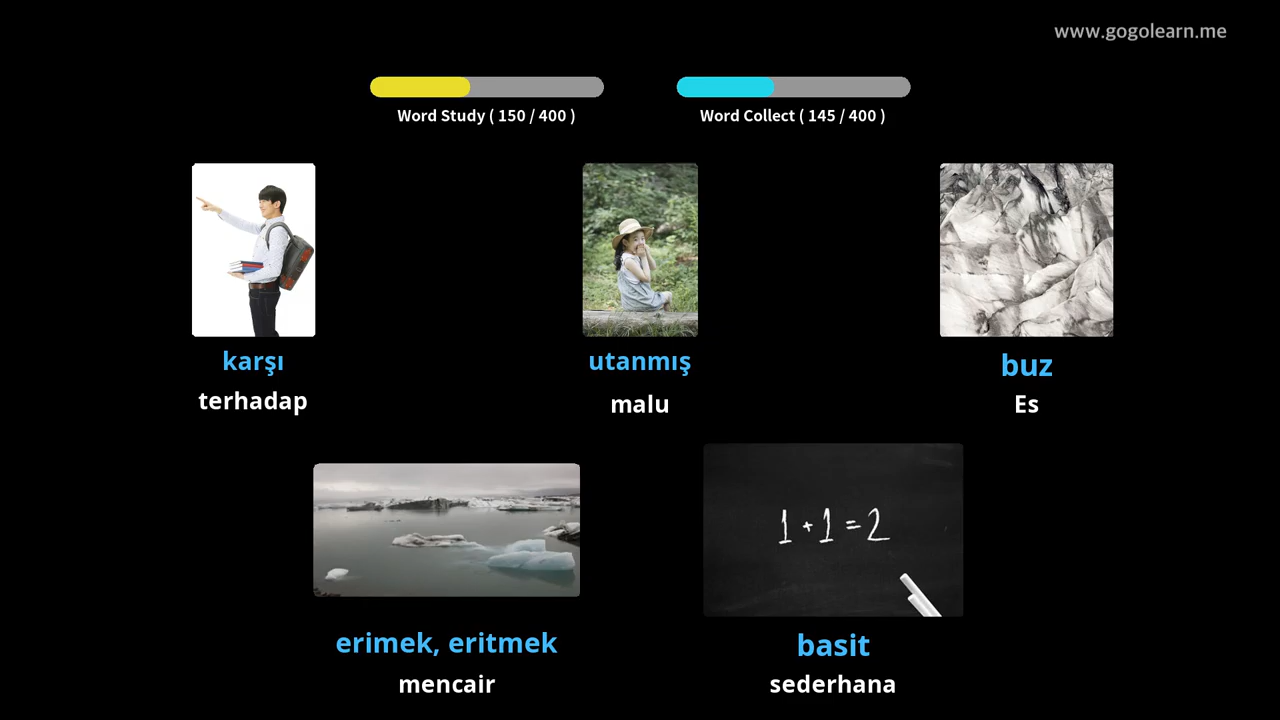 www.gogolearn.me
Word Study ( 150 / 400 )
Word Collect ( 145 / 400 )
karşı
terhadap
utanmış
malu
buz
Es
1 + 1 = 2
erimek, eritmek
mencair
basit
sederhana